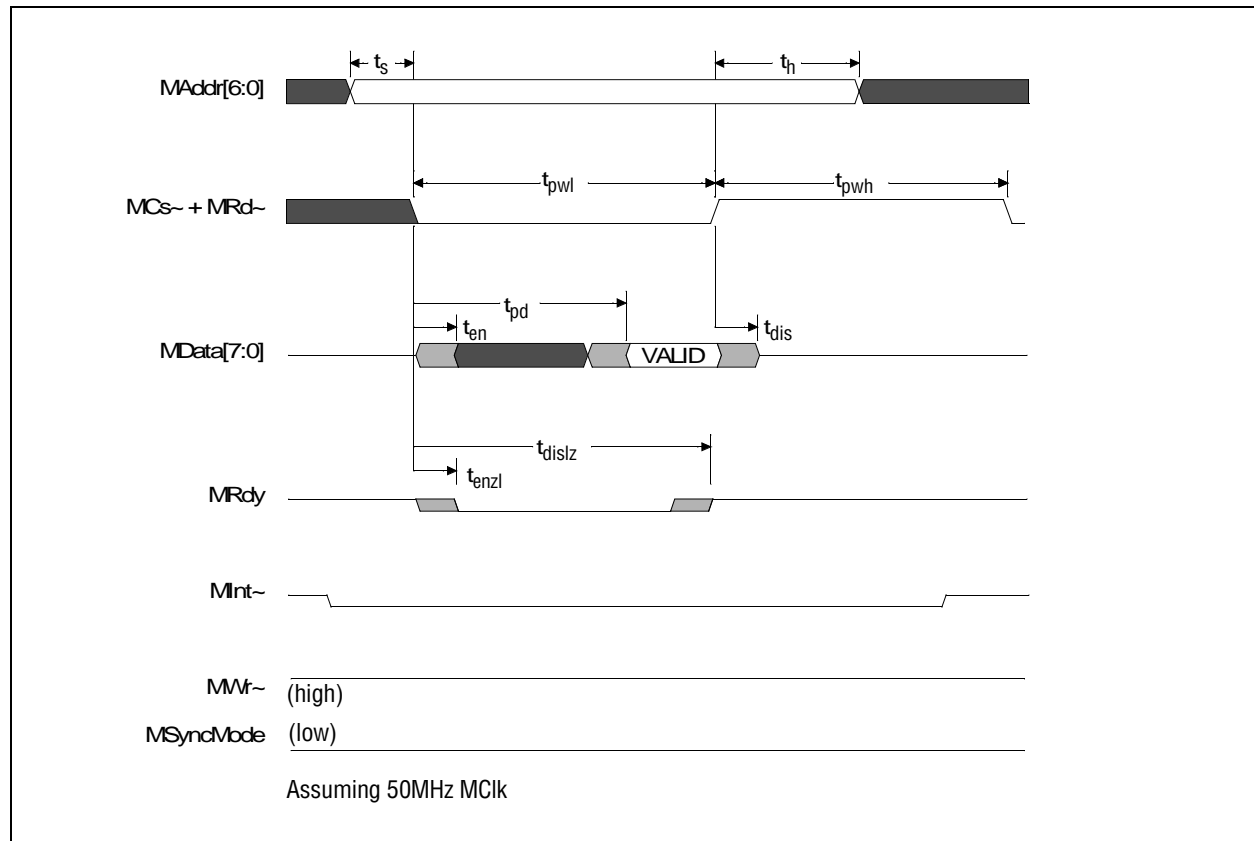 ts
th
MAddr[6:0]
tpwl
tpwh
MCs~ + MRd~
tpd
ten
tdis
MData[7:0]
VALID
tdislz
tenzl
MRdy
MInt~
MWr~
(high)
MSyncMode
(low)
Assuming 50MHz MClk